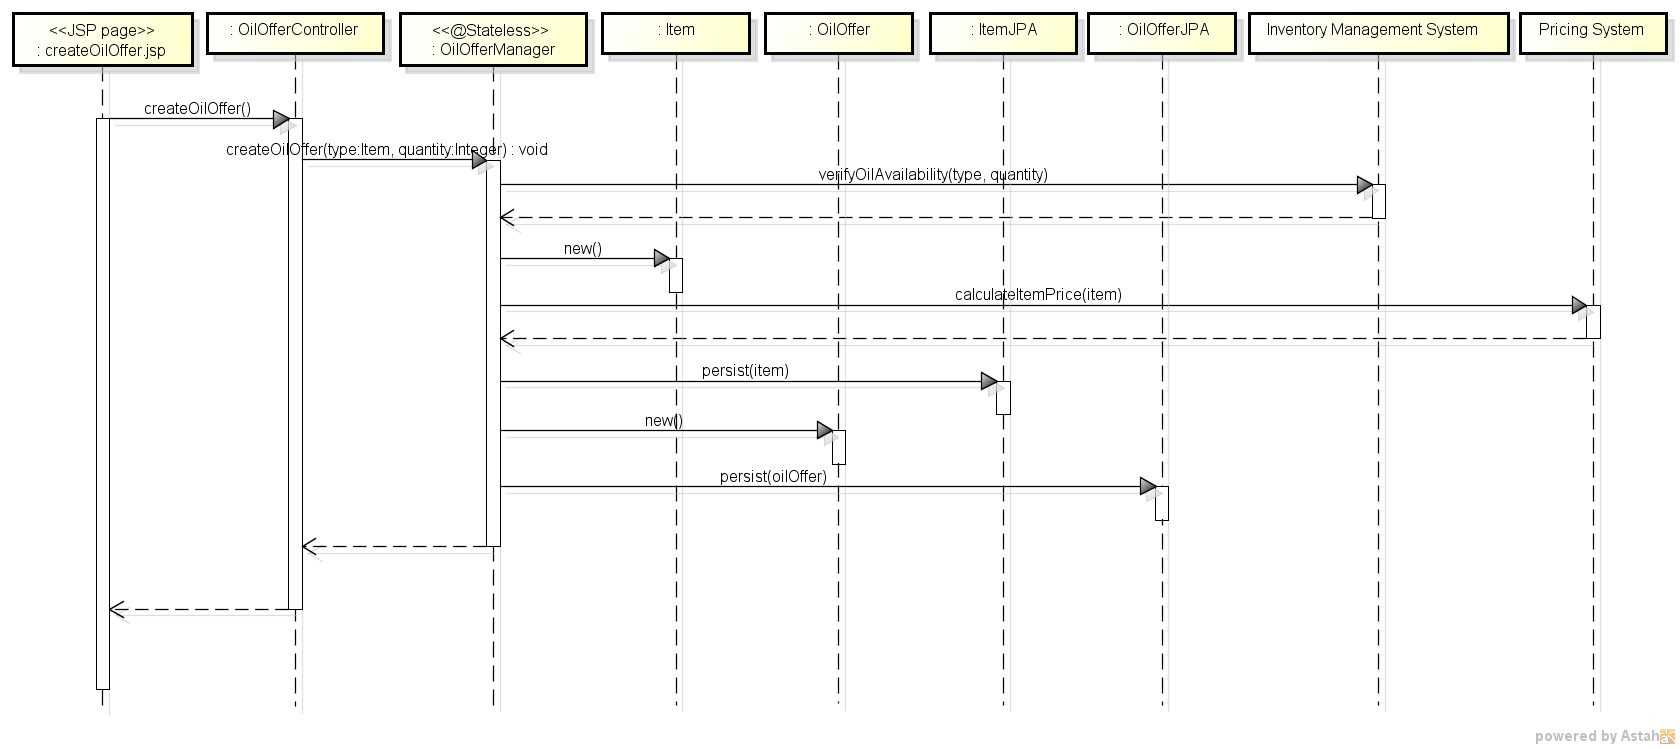 <<JSP page>>
: createOilOffer.jsp
: OilOfferController
<<@Stateless>>
: OilOfferManager
: Item
: OilOffer
: ItemJPA
: OilOfferJPA
Inventory Management System
Pricing System
createOilOffer()
createOilOffer(type:Item, quantity:Integer) : void
verifyOilAvailability(type, quantity)
new()
calculateItemPrice(item)
persist(item)
new()
persist(oilOffer)
powered by Astah